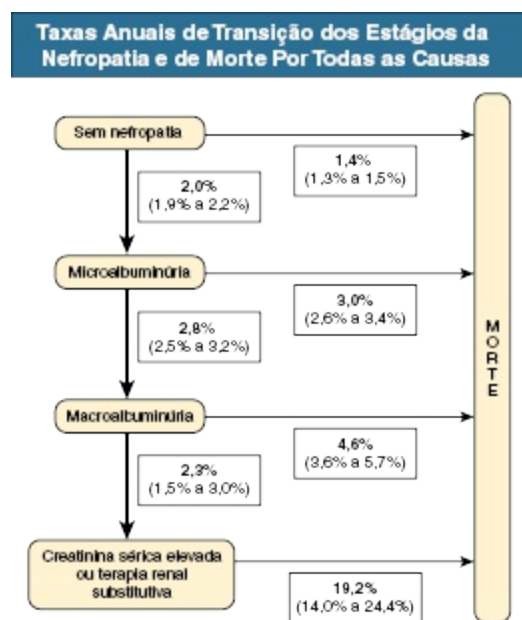 Taxas Anuais de Transição dos Estágios da
Nefropatia e de Morte Por Todas as Causas
Sem nefropatia
1,4%
(1,3% a 1,5%)
2,0%
(1,9% a 2,2%)
Microalbuminúria
3,0%
(2,6% a 3,4%)
2,8%
(2,5% a 3,2%)
MORTE
Macroalbuminúria
4,6%
(3,6% a 5,7%)
2,3%
(1,5% a 3,0%)
Creatinina sérica elevada
ou terapia renal
substitutiva
19,2%
(14,0% a 24,4%)